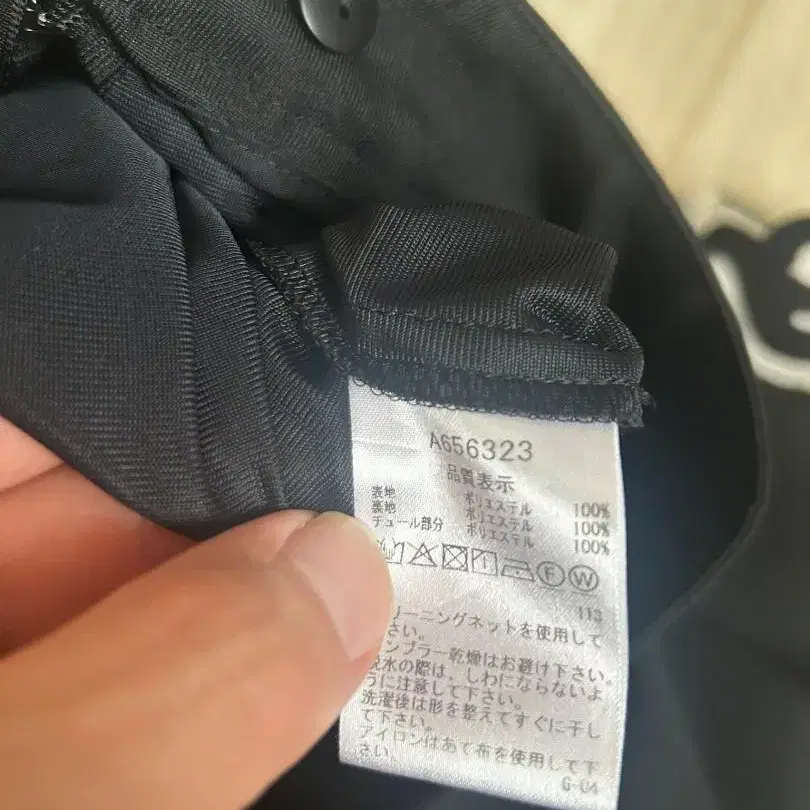 A656323
品質表示
表地 ポリエステル 100%
裏地 ポリエステル 100%
チュール部分 ポリエステル 100%
F W
113
リーニングネットを使用して
さい。
ンブラー乾燥はお避け下さい。
脱水の際は、しわにならないよ
うに注意して下さい。
洗濯後は形を整えてすぐに干し
て下さい。
アイロンはあて布を使用して下
さい。
G-04